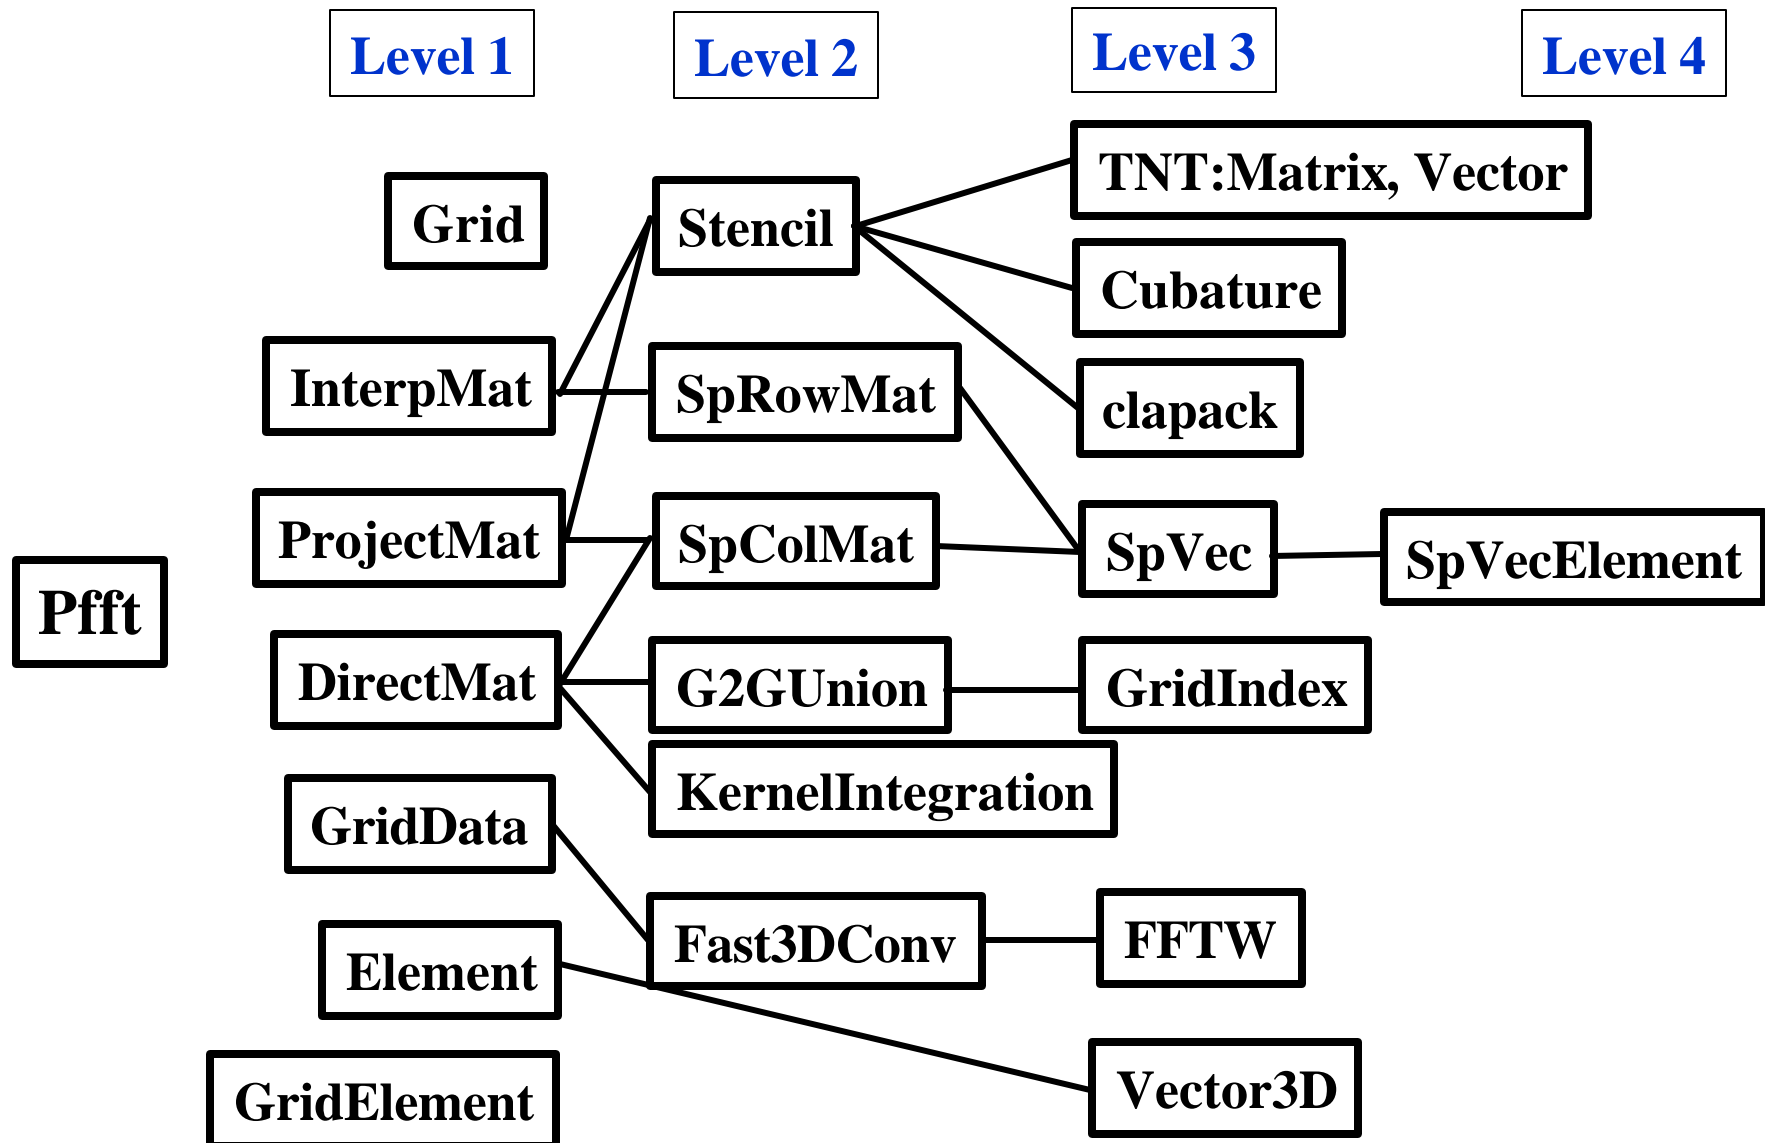 Level 1
Level 2
Level 3
Level 4
Pfft
Grid
InterpMat
ProjectMat
DirectMat
GridData
Element
GridElement
Stencil
SpRowMat
SpColMat
G2GUnion
KernelIntegration
Fast3DConv
TNT:Matrix, Vector
Cubature
clapack
SpVec
GridIndex
FFTW
Vector3D
SpVecElement